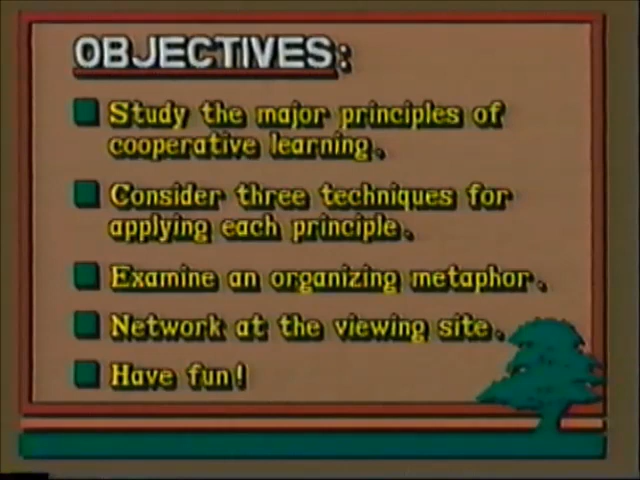 OBJECTIVES:
Study the major principles of
cooperative learning.
Consider three techniques for
applying each principle.
Examine an organizing metaphor.
Network at the viewing site.
Have fun!